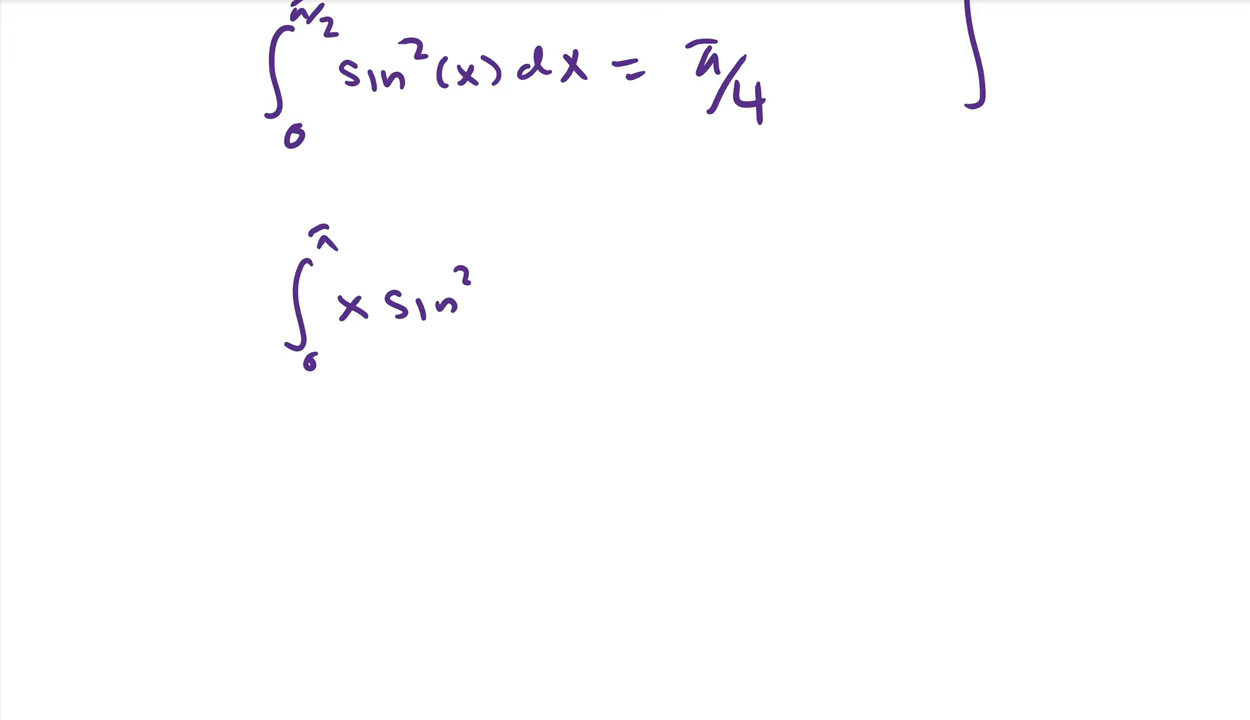 ∫₀^{π/2} sin²(x) dx = π/4 ∫
∫₀^π x sin²